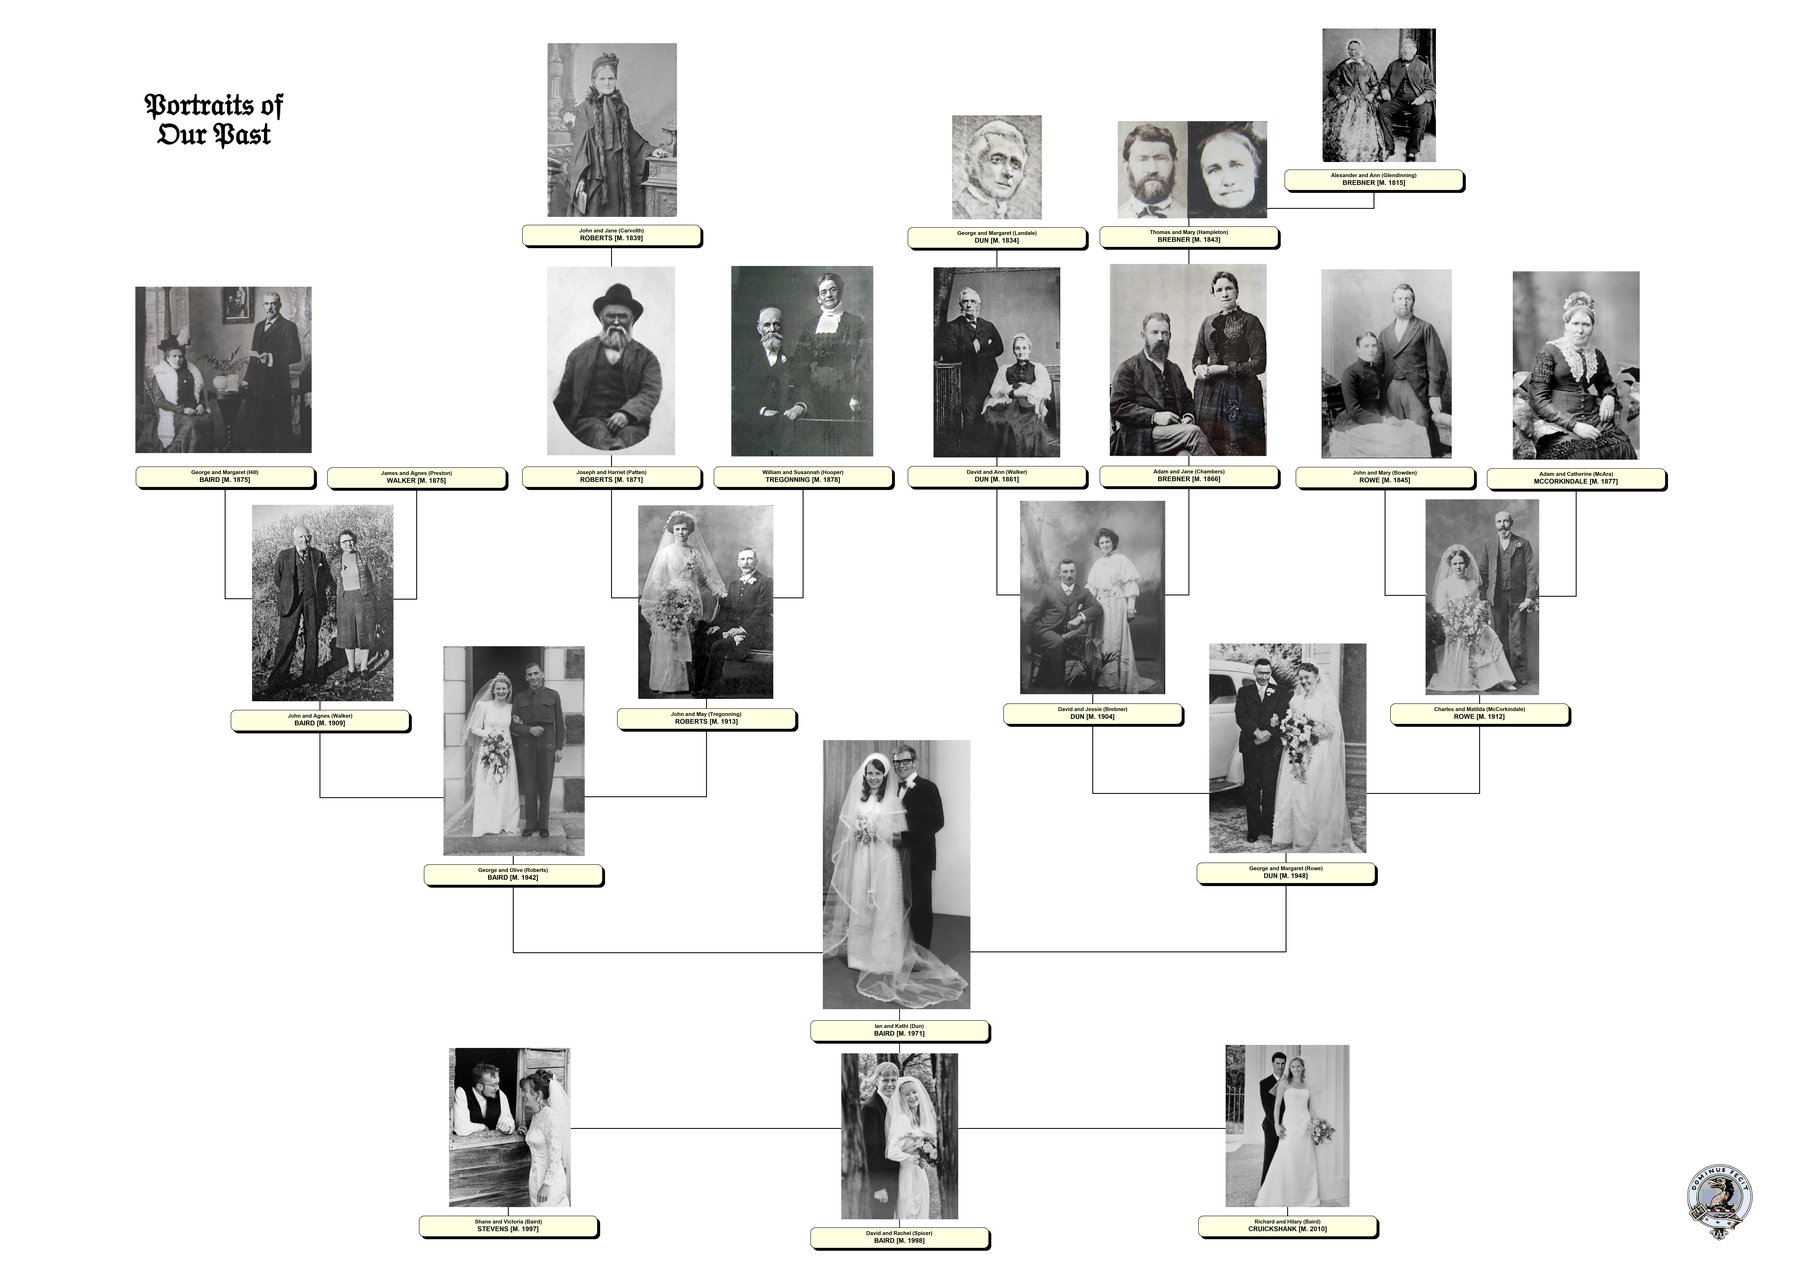 Portraits of
Our Past
Alexander and Ann (Glendinning)
BREBNER [M. 1815]
John and Jane (Carvolth)
ROBERTS [M. 1839]
George and Margaret (Landale)
DUN [M. 1834]
Thomas and Mary (Hampleton)
BREBNER [M. 1843]
George and Margaret (Hill)
BAIRD [M. 1875]
James and Agnes (Preston)
WALKER [M. 1875]
Joseph and Harriet (Patten)
ROBERTS [M. 1871]
William and Susannah (Hooper)
TREGONNING [M. 1878]
David and Ann (Walker)
DUN [M. 1861]
Adam and Jane (Chambers)
BREBNER [M. 1866]
John and Mary (Bowden)
ROWE [M. 1845]
Adam and Catherine (McAra)
MCCORKINDALE [M. 1877]
John and Agnes (Walker)
BAIRD [M. 1909]
John and May (Tregonning)
ROBERTS [M. 1913]
David and Jessie (Brebner)
DUN [M. 1904]
Charles and Matilda (McCorkindale)
ROWE [M. 1912]
George and Olive (Roberts)
BAIRD [M. 1942]
George and Margaret (Rowe)
DUN [M. 1948]
Ian and Kathi (Dun)
BAIRD [M. 1971]
Shane and Victoria (Baird)
STEVENS [M. 1997]
David and Rachel (Spicer)
BAIRD [M. 1998]
Richard and Hilary (Baird)
CRUICKSHANK [M. 2010]
DOMINUS FECIT